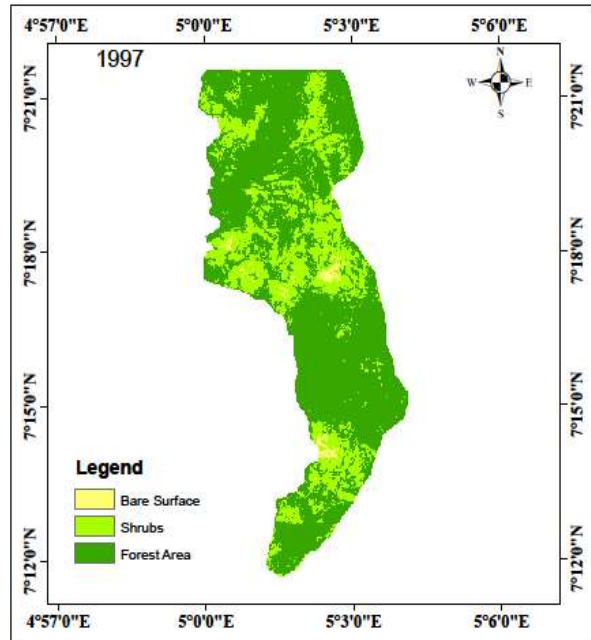 4°57'0"E 5°0'0"E 5°3'0"E 5°6'0"E
1997
N
W E
S
7°21'0"N 7°21'0"N
7°18'0"N 7°18'0"N
7°15'0"N 7°15'0"N
Legend
Bare Surface
Shrubs
Forest Area
7°12'0"N 7°12'0"N
4°57'0"E 5°0'0"E 5°3'0"E 5°6'0"E